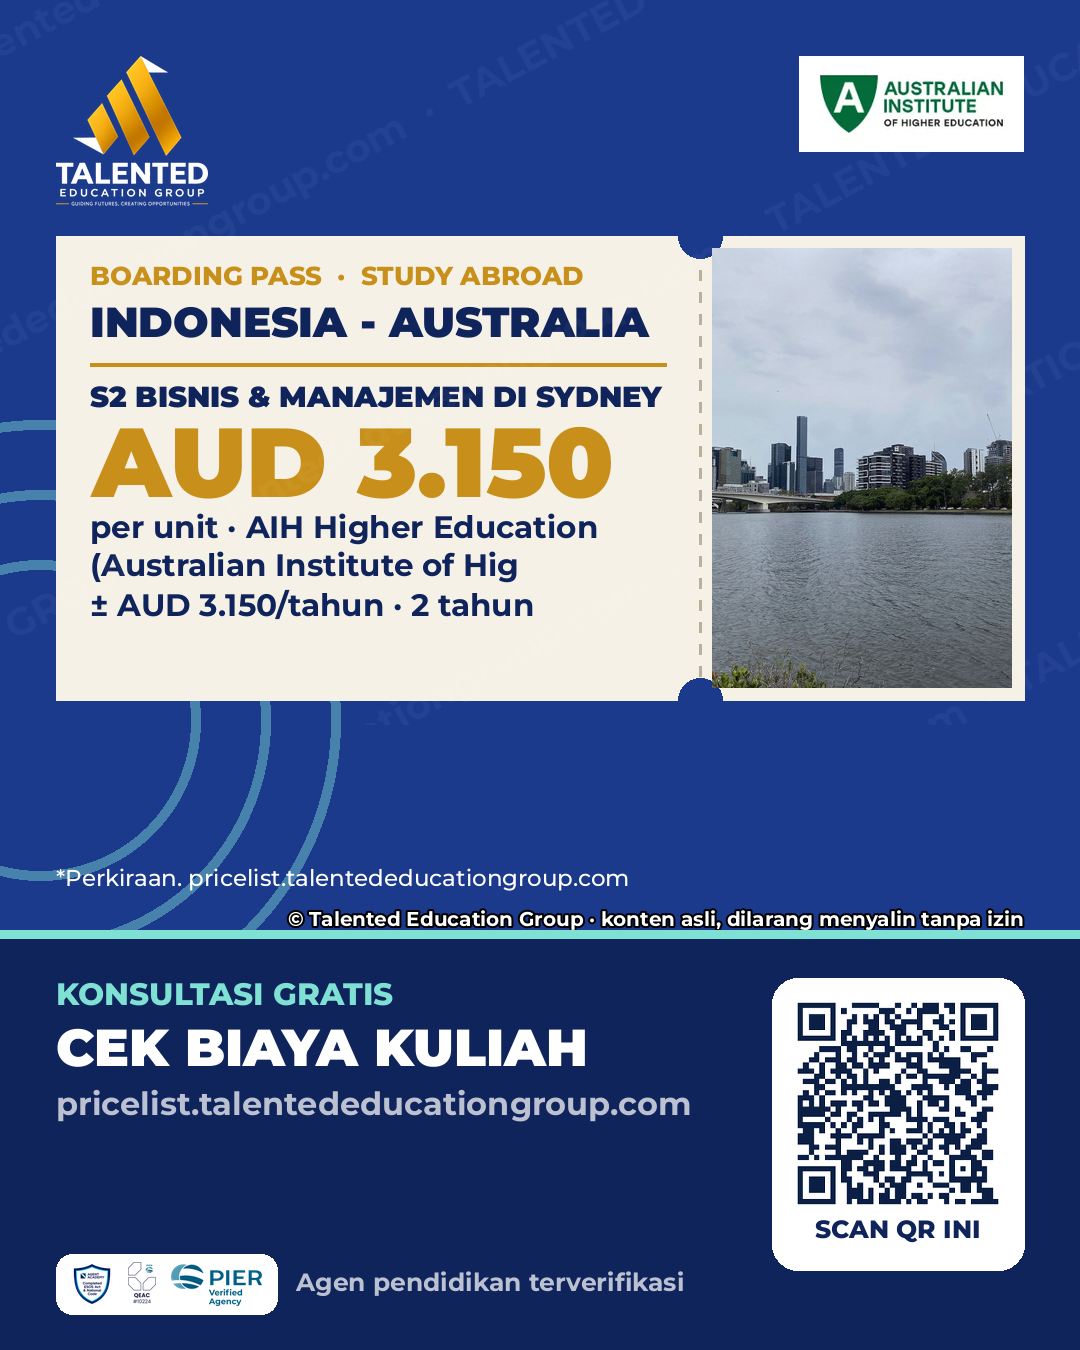 TALENTED
EDUCATION GROUP
GUIDING FUTURES, CREATING OPPORTUNITIES
AUSTRALIAN
INSTITUTE
OF HIGHER EDUCATION
BOARDING PASS · STUDY ABROAD
INDONESIA - AUSTRALIA
S2 BISNIS & MANAJEMEN DI SYDNEY
AUD 3.150
per unit · AIH Higher Education
(Australian Institute of Hig
± AUD 3.150/tahun · 2 tahun
*Perkiraan. pricelist.talentededucationgroup.com
© Talented Education Group · konten asli, dilarang menyalin tanpa izin
KONSULTASI GRATIS
CEK BIAYA KULIAH
pricelist.talentededucationgroup.com
SCAN QR INI
QEAC
#10224
PIER
Verified
Agency
Agen pendidikan terverifikasi